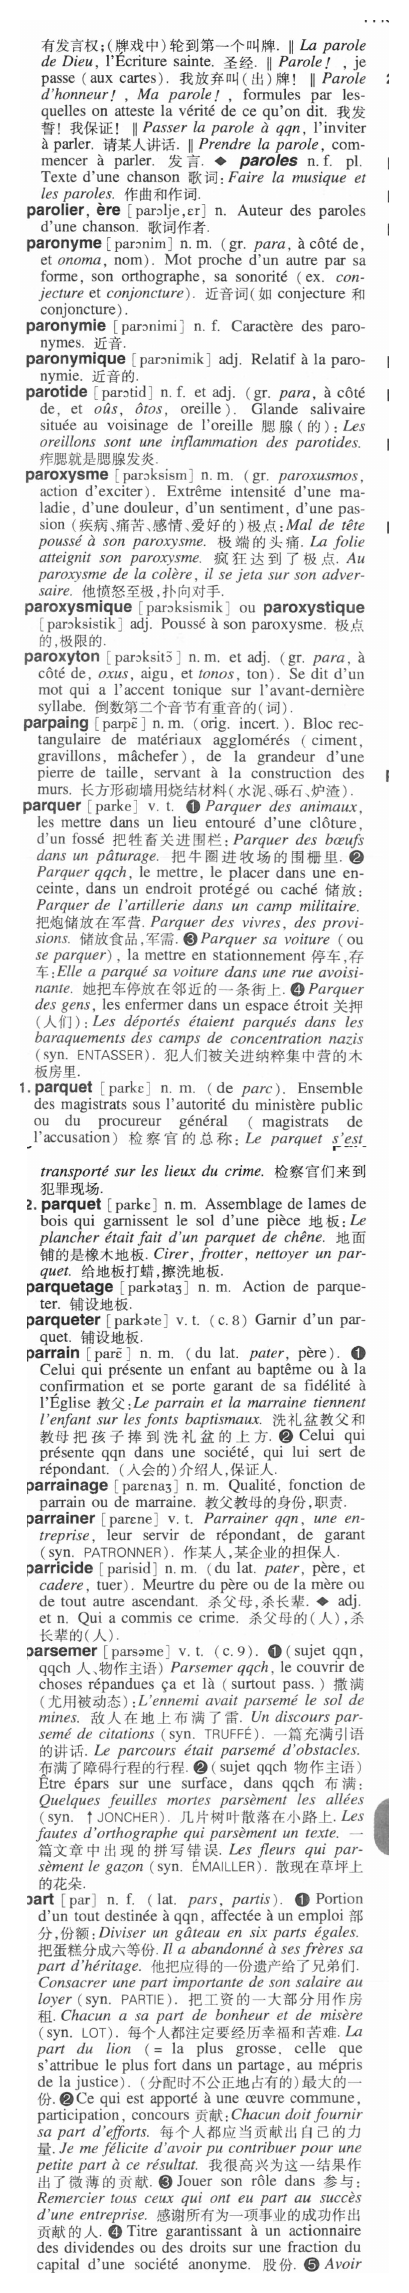 有发言权;(牌戏中)轮到第一个叫牌. ‖ La parole
de Dieu, l'Écriture sainte. 圣经. ‖ Parole! , je
passe (aux cartes). 我放弃叫(出)牌! ‖ Parole
d'honneur! , Ma parole! , formules par les-
quelles on atteste la vérité de ce qu'on dit. 我发
誓! 我保证! ‖ Passer la parole à qqn, l'inviter
à parler. 请某人讲话. ‖ Prendre la parole, com-
mencer à parler. 发言. ◆ paroles n. f. pl.
Texte d'une chanson 歌词: Faire la musique et
les paroles. 作曲和作词.
parolier, ère [parɔlje,ɛr] n. Auteur des paroles
d'une chanson. 歌词作者.
paronyme [parɔnim] n. m. (gr. para, à côté de,
et onoma, nom). Mot proche d'un autre par sa
forme, son orthographe, sa sonorité (ex. con-
jecture et conjoncture). 近音词(如 conjecture 和
conjoncture).
paronymie [parɔnimi] n. f. Caractère des paro-
nymes. 近音.
paronymique [parɔnimik] adj. Relatif à la paro-
nymie. 近音的.
parotide [parɔtid] n. f. et adj. (gr. para, à côté
de, et oûs, ôtos, oreille). Glande salivaire
située au voisinage de l'oreille 腮腺(的): Les
oreillons sont une inflammation des parotides.
痄腮就是腮腺发炎.
paroxysme [parɔksism] n. m. (gr. paroxusmos,
action d'exciter). Extrême intensité d'une ma-
ladie, d'une douleur, d'un sentiment, d'une pas-
sion (疾病、痛苦、感情、爱好的)极点: Mal de tête
poussé à son paroxysme. 极端的头痛. La folie
atteignit son paroxysme. 疯狂达到了极点. Au
paroxysme de la colère, il se jeta sur son adver-
saire. 他愤怒至极,扑向对手.
paroxysmique [parɔksismik] ou paroxystique
[parɔksistik] adj. Poussé à son paroxysme. 极点
的,极限的.
paroxyton [parɔksitɔ̃] n. m. et adj. (gr. para, à
côté de, oxus, aigu, et tonos, ton). Se dit d'un
mot qui a l'accent tonique sur l'avant-dernière
syllabe. 倒数第二个音节有重音的(词).
parpaing [parpɛ̃] n. m. (orig. incert.). Bloc rec-
tangulaire de matériaux agglomérés (ciment,
gravillons, mâchefer), de la grandeur d'une
pierre de taille, servant à la construction des
murs. 长方形砌墙用烧结材料(水泥、砾石、炉渣).
parquer [parke] v. t. ❶ Parquer des animaux,
les mettre dans un lieu entouré d'une clôture,
d'un fossé 把牲畜关进围栏: Parquer des bœufs
dans un pâturage. 把牛圈进牧场的围栅里. ❷
Parquer qqch, le mettre, le placer dans une en-
ceinte, dans un endroit protégé ou caché 储放:
Parquer de l'artillerie dans un camp militaire.
把炮储放在军营. Parquer des vivres, des provi-
sions. 储放食品,军需. ❸ Parquer sa voiture (ou
se parquer), la mettre en stationnement 停车,存
车: Elle a parqué sa voiture dans une rue avoisi-
nante. 她把车停放在邻近的一条街上. ❹ Parquer
des gens, les enfermer dans un espace étroit 关押
(人们): Les déportés étaient parqués dans les
baraquements des camps de concentration nazis
(syn. ENTASSER). 犯人们被关进纳粹集中营的木
板房里.
1. parquet [parkɛ] n. m. (de parc). Ensemble
des magistrats sous l'autorité du ministère public
ou du procureur général (magistrats de
l'accusation) 检察官的总称: Le parquet s'est
transporté sur les lieux du crime. 检察官们来到
犯罪现场.
2. parquet [parkɛ] n. m. Assemblage de lames de
bois qui garnissent le sol d'une pièce 地板: Le
plancher était fait d'un parquet de chêne. 地面
铺的是橡木地板. Cirer, frotter, nettoyer un par-
quet. 给地板打蜡,擦洗地板.
parquetage [parkətaʒ] n. m. Action de parque-
ter. 铺设地板.
parqueter [parkəte] v. t. (c. 8) Garnir d'un par-
quet. 铺设地板.
parrain [parɛ̃] n. m. (du lat. pater, père). ❶
Celui qui présente un enfant au baptême ou à la
confirmation et se porte garant de sa fidélité à
l'Église 教父: Le parrain et la marraine tiennent
l'enfant sur les fonts baptismaux. 洗礼盆教父和
教母把孩子捧到洗礼盆的上方. ❷ Celui qui
présente qqn dans une société, qui lui sert de
répondant. (入会的)介绍人,保证人.
parrainage [parɛnaʒ] n. m. Qualité, fonction de
parrain ou de marraine. 教父教母的身份,职责.
parrainer [parɛne] v. t. Parrainer qqn, une en-
treprise, leur servir de répondant, de garant
(syn. PATRONNER). 作某人,某企业的担保人.
parricide [parisid] n. m. (du lat. pater, père, et
cadere, tuer). Meurtre du père ou de la mère ou
de tout autre ascendant. 杀父母,杀长辈. ◆ adj.
et n. Qui a commis ce crime. 杀父母的(人),杀
长辈的(人).
parsemer [parsəme] v. t. (c. 9). ❶ (sujet qqn,
qqch 人、物作主语) Parsemer qqch, le couvrir de
choses répandues ça et là (surtout pass.) 撒满
(尤用被动态): L'ennemi avait parsemé le sol de
mines. 敌人在地上布满了雷. Un discours par-
semé de citations (syn. TRUFFÉ). 一篇充满引语
的讲话. Le parcours était parsemé d'obstacles.
布满了障碍行程的行程. ❷ (sujet qqch 物作主语)
Être épars sur une surface, dans qqch 布满:
Quelques feuilles mortes parsèment les allées
(syn. ↑ JONCHER). 几片树叶散落在小路上. Les
fautes d'orthographe qui parsèment un texte. 一
篇文章中出现的拼写错误. Les fleurs qui par-
sèment le gazon (syn. ÉMAILLER). 散现在草坪上
的花朵.
part [par] n. f. (lat. pars, partis). ❶ Portion
d'un tout destinée à qqn, affectée à un emploi 部
分,份额: Diviser un gâteau en six parts égales.
把蛋糕分成六等份. Il a abandonné à ses frères sa
part d'héritage. 他把应得的一份遗产给了兄弟们.
Consacrer une part importante de son salaire au
loyer (syn. PARTIE). 把工资的一大部分用作房
租. Chacun a sa part de bonheur et de misère
(syn. LOT). 每个人都注定要经历幸福和苦难. La
part du lion (= la plus grosse, celle que
s'attribue le plus fort dans un partage, au mépris
de la justice). (分配时不公正地占有的)最大的一
份. ❷ Ce qui est apporté à une œuvre commune,
participation, concours 贡献: Chacun doit fournir
sa part d'efforts. 每个人都应当贡献出自己的力
量. Je me félicite d'avoir pu contribuer pour une
petite part à ce résultat. 我很高兴为这一结果作
出了微薄的贡献. ❸ Jouer son rôle dans 参与:
Remercier tous ceux qui ont eu part au succès
d'une entreprise. 感谢所有为一项事业的成功作出
贡献的人. ❹ Titre garantissant à un actionnaire
des dividendes ou des droits sur une fraction du
capital d'une société anonyme. 股份. ❺ Avoir